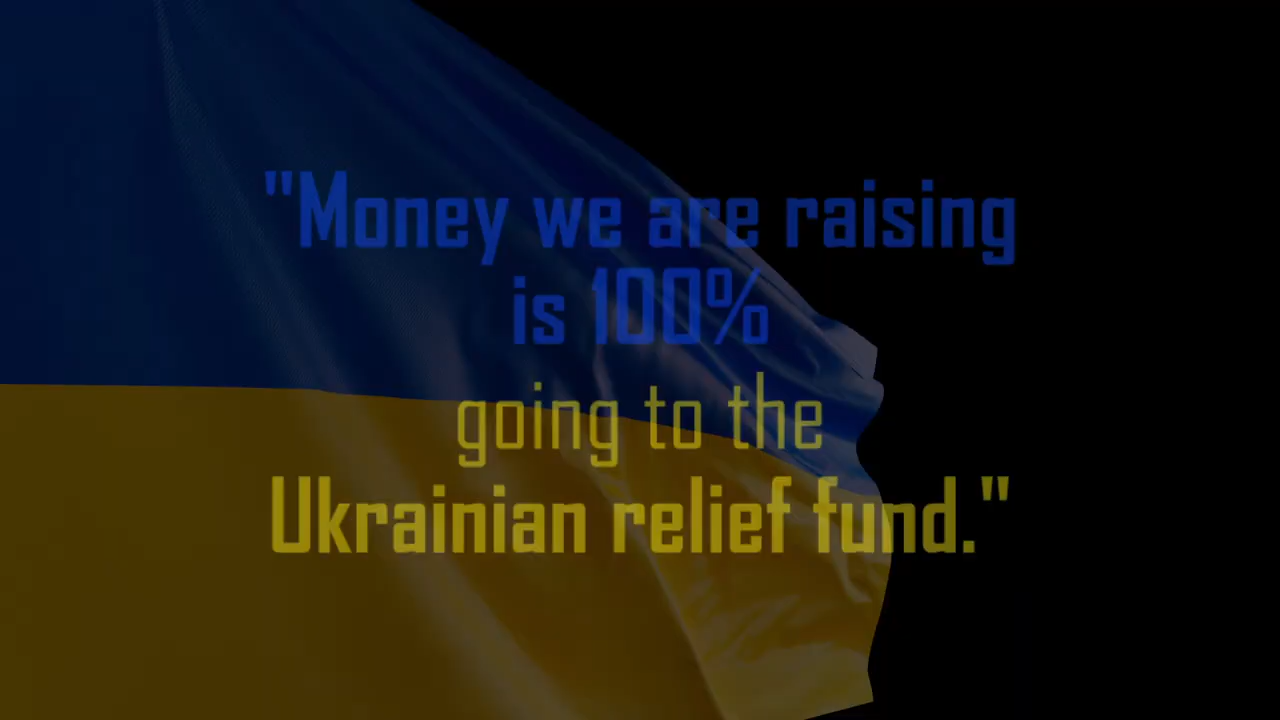 "Money we are raising
is 100%
going to the
Ukrainian relief fund."